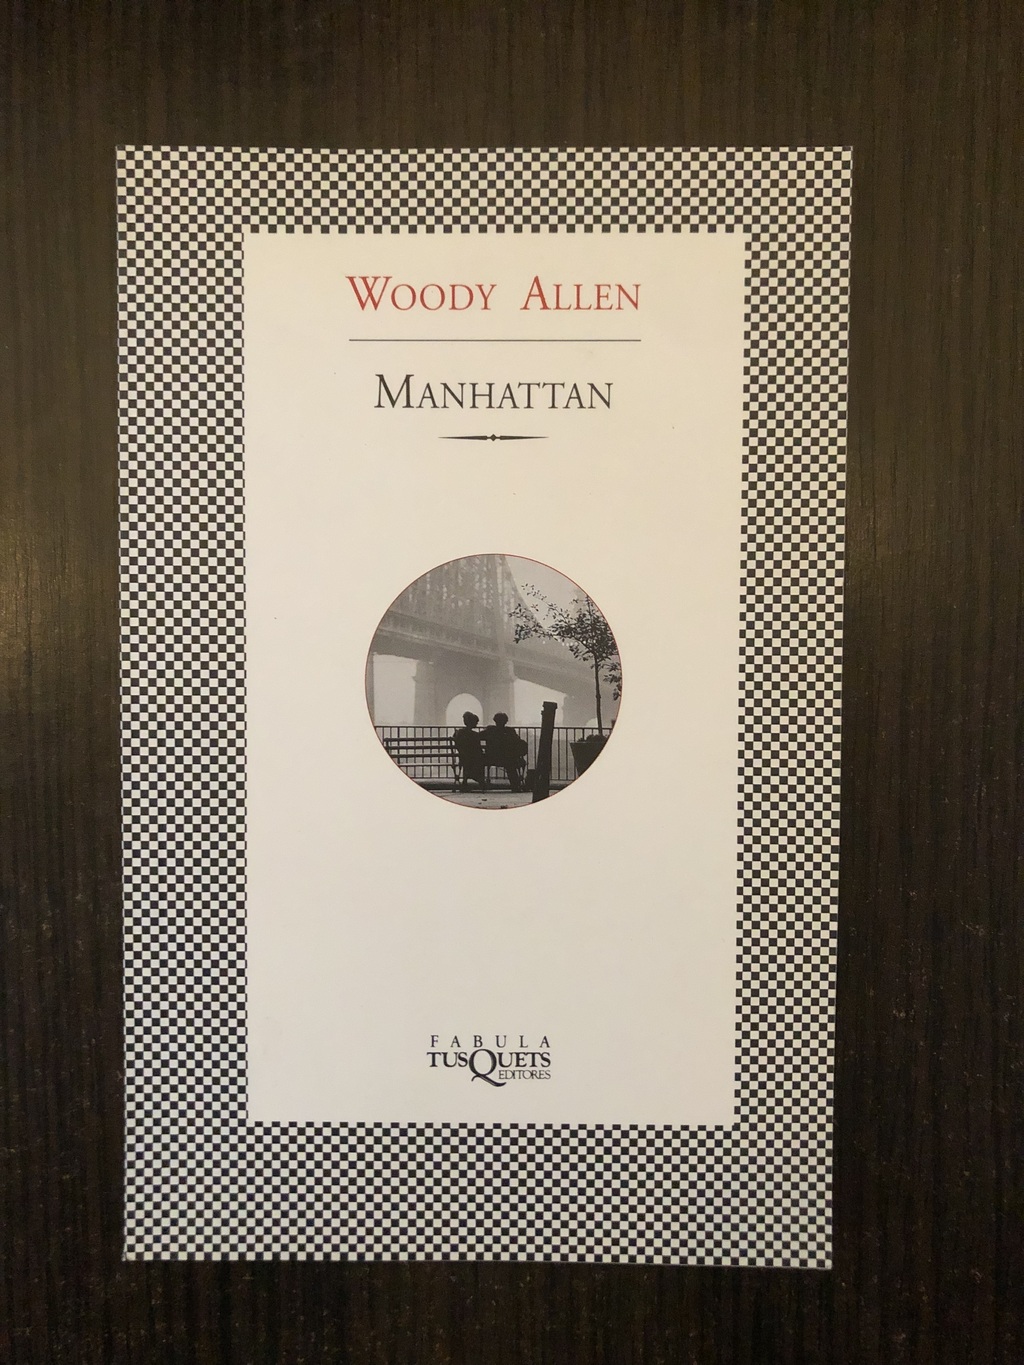 WOODY ALLEN
MANHATTAN
FABULA
TUSQUETS
EDITORES